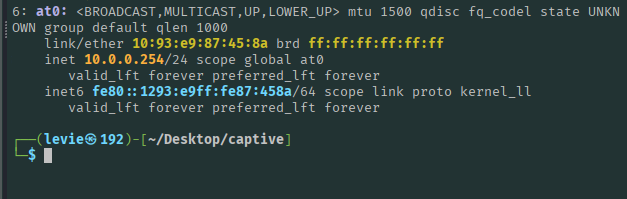 6: at0: <BROADCAST,MULTICAST,UP,LOWER_UP> mtu 1500 qdisc fq_codel state UNKN
OWN group default qlen 1000
    link/ether 10:93:e9:87:45:8a brd ff:ff:ff:ff:ff:ff
    inet 10.0.0.254/24 scope global at0
       valid_lft forever preferred_lft forever
    inet6 fe80::1293:e9ff:fe87:458a/64 scope link proto kernel_ll
       valid_lft forever preferred_lft forever

┌──(levie㉿192)-[~/Desktop/captive]
└─$